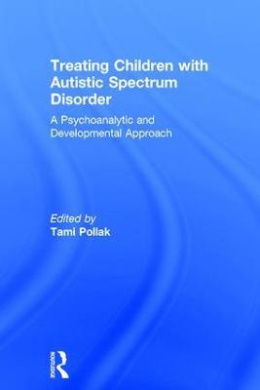 Treating Children with
Autistic Spectrum
Disorder
A Psychoanalytic and
Developmental Approach
Edited by
Tami Pollak
ROUTLEDGE